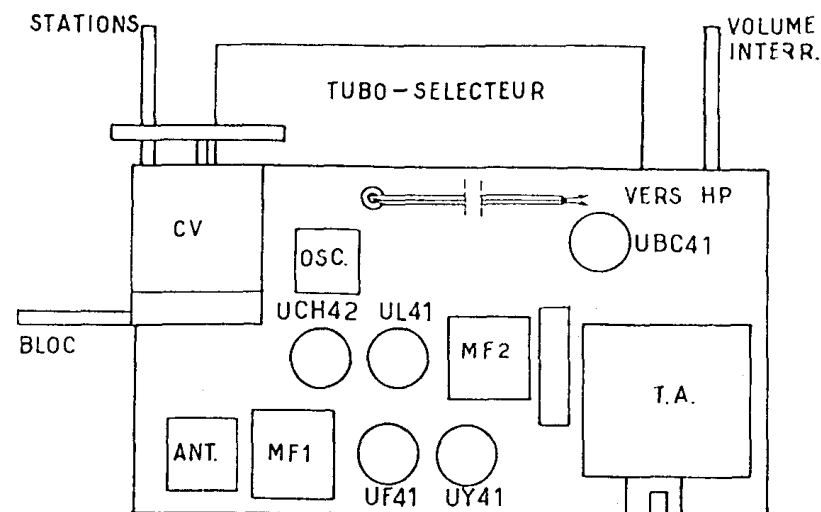 STATIONS
VOLUME
INTERR.
TUBO-SELECTEUR
VERS HP
CV
UBC41
OSC.
UCH42
UL41
BLOC
MF2
T.A.
ANT.
MF1
UF41
UY41